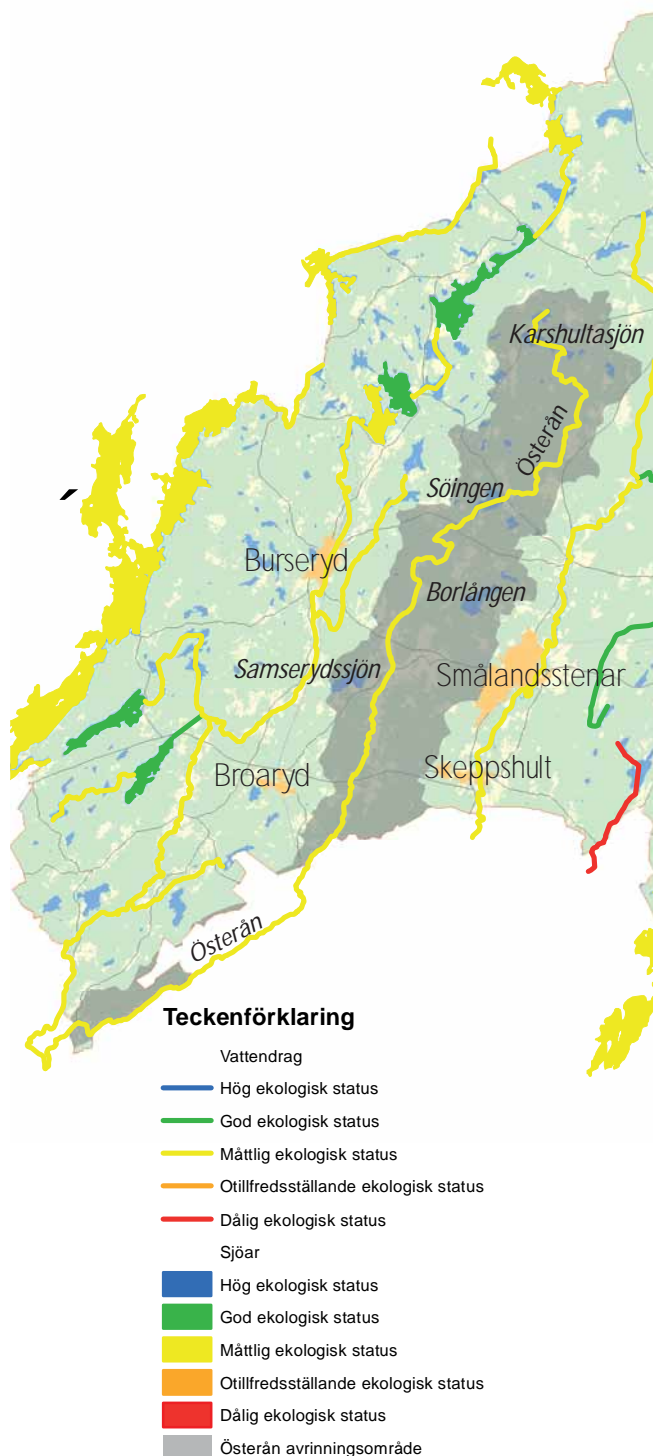 Karshultasjön
Österån
Söingen
Burseryd
Borlången
Samserydssjön
Smålandsstenar
Broaryd
Skeppshult
Österån
Teckenförklaring
Vattendrag
Hög ekologisk status
God ekologisk status
Måttlig ekologisk status
Otillfredsställande ekologisk status
Dålig ekologisk status
Sjöar
Hög ekologisk status
God ekologisk status
Måttlig ekologisk status
Otillfredsställande ekologisk status
Dålig ekologisk status
Österån avrinningsområde